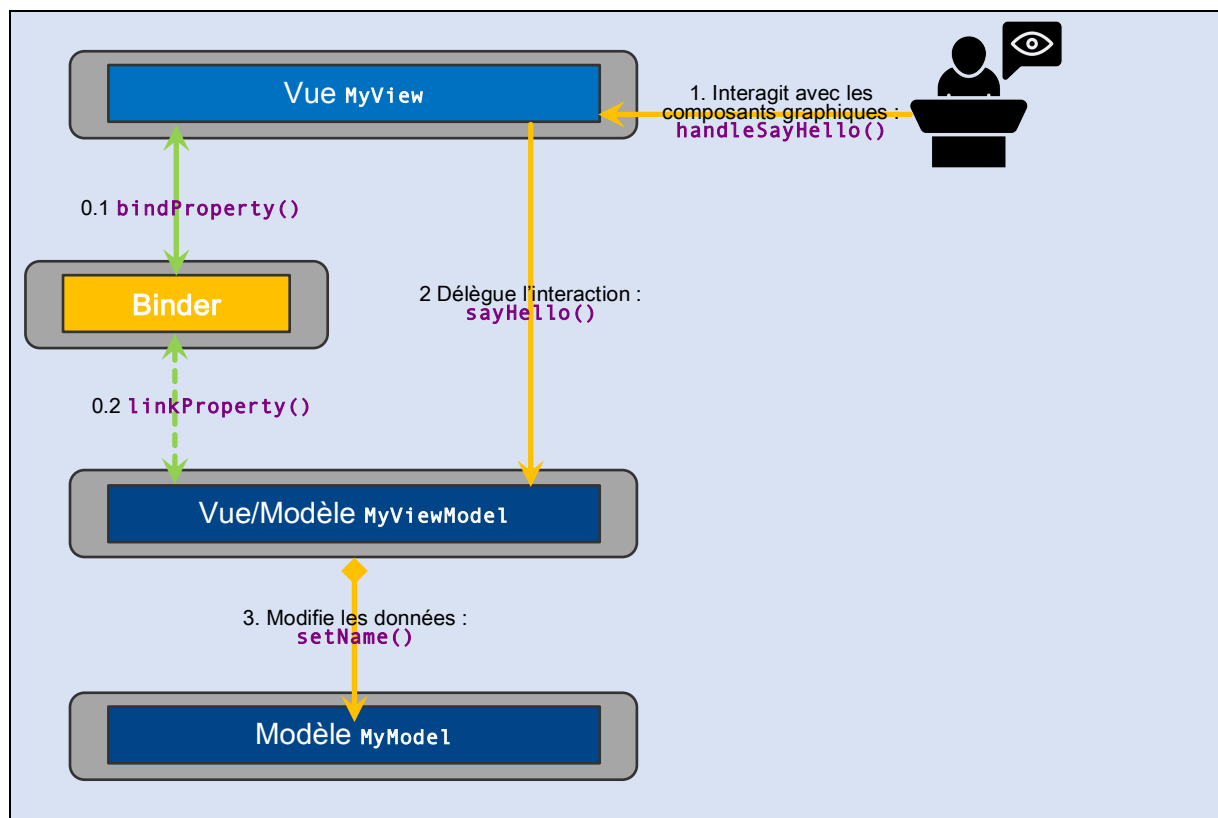 Vue MyView
1. Interagit avec les
composants graphiques :
handleSayHello()
0.1 bindProperty()
Binder
2 Délègue l’interaction :
sayHello()
0.2 linkProperty()
Vue/Modèle MyViewModel
3. Modifie les données :
setName()
Modèle MyModel